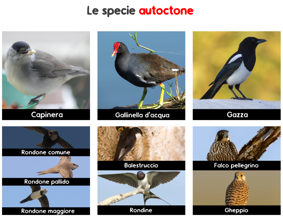 Le specie autoctone
Capinera
Gallinella d'acqua
Gazza
Rondone comune
Rondone pallido
Rondone maggiore
Balestruccio
Rondine
Falco pellegrino
Gheppio